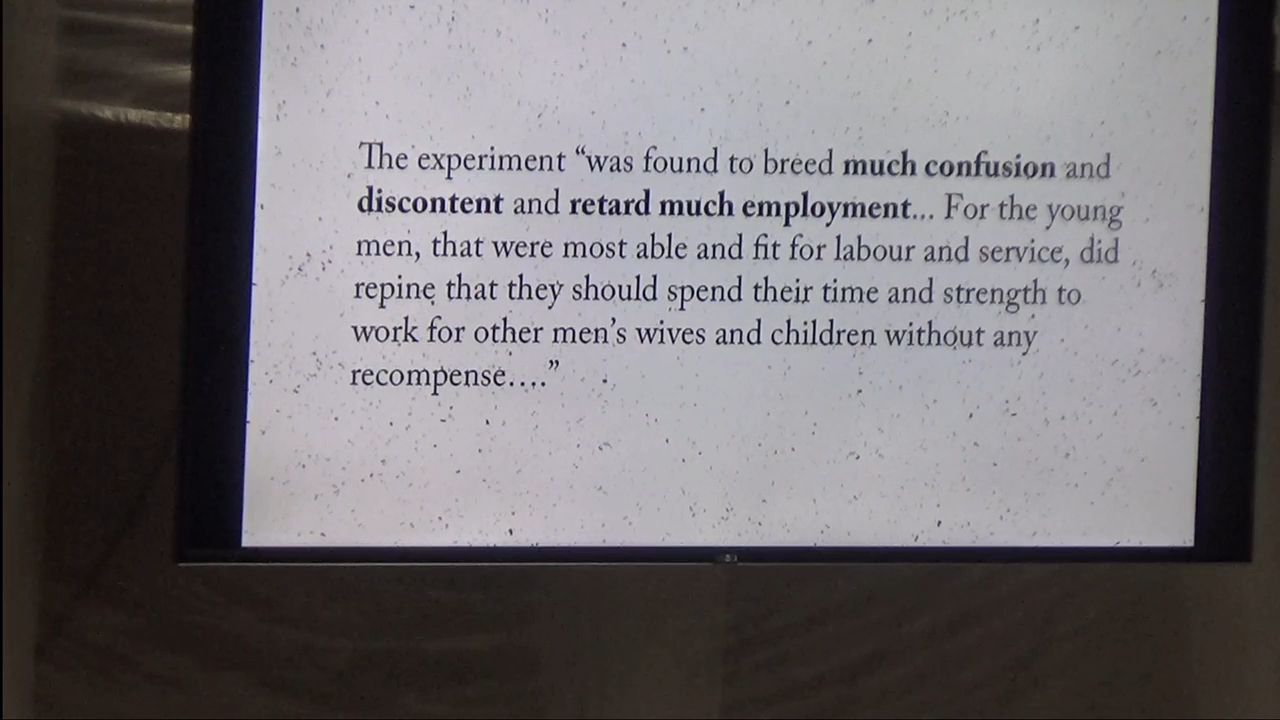 The experiment “was found to breed much confusion and
discontent and retard much employment... For the young
men, that were most able and fit for labour and service, did
repine that they should spend their time and strength to
work for other men’s wives and children without any
recompense....”